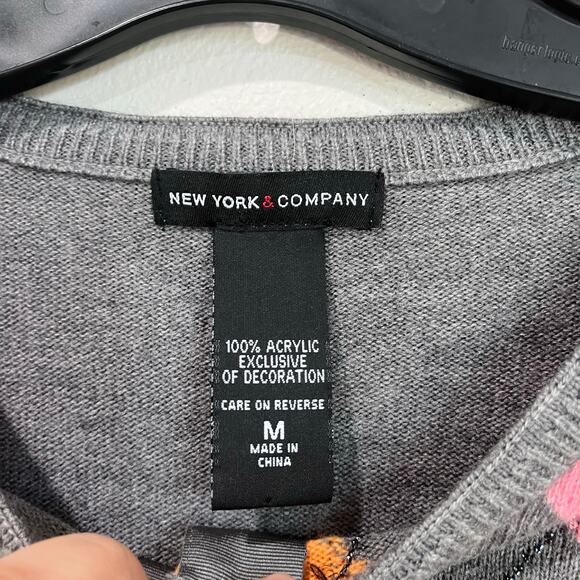 NEW YORK & COMPANY
100% ACRYLIC
EXCLUSIVE
OF DECORATION
CARE ON REVERSE
M
MADE IN
CHINA